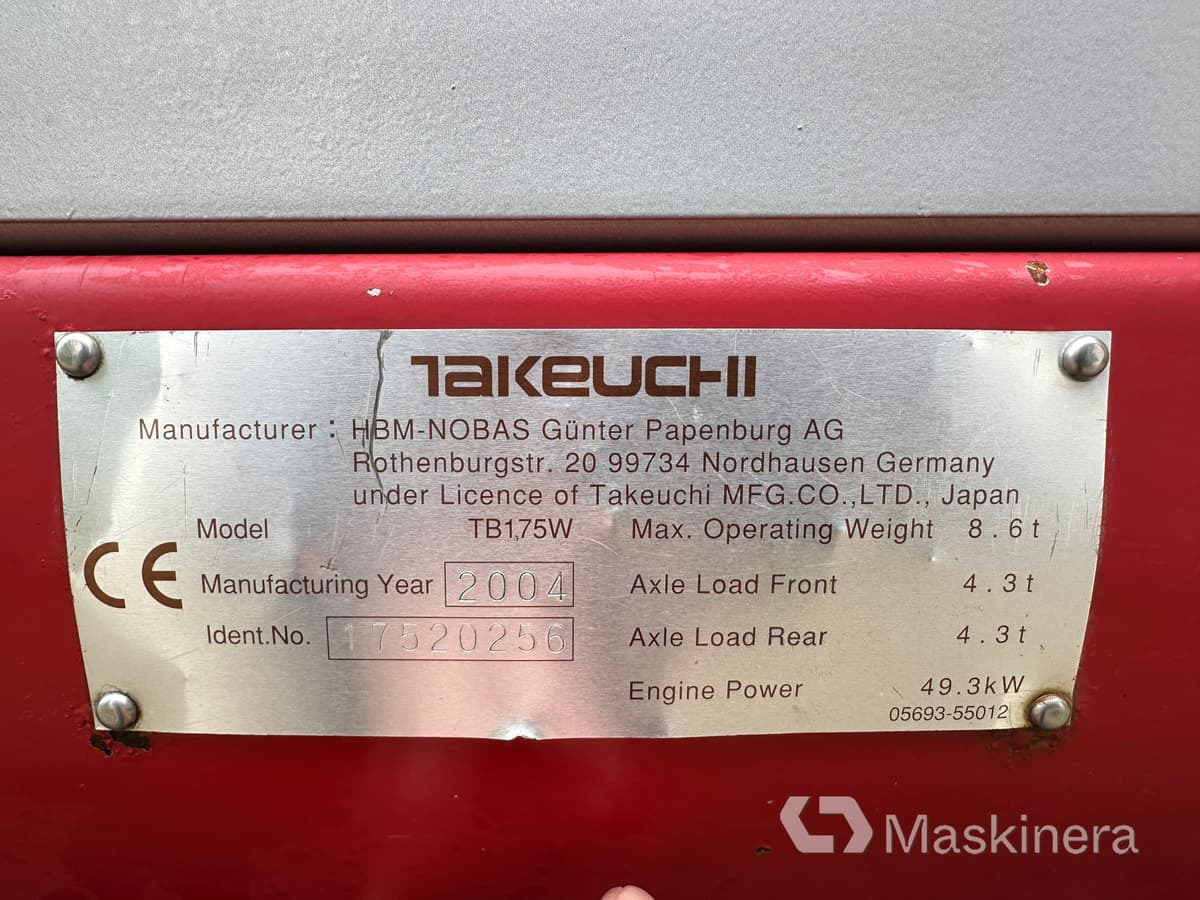 TAKEUCHI
Manufacturer : HBM-NOBAS Günter Papenburg AG
Rothenburgstr. 20 99734 Nordhausen Germany
under Licence of Takeuchi MFG.CO.,LTD., Japan
Model TB175W Max. Operating Weight 8.6t
CE Manufacturing Year 2004 Axle Load Front 4.3t
Ident.No. 17520256 Axle Load Rear 4.3t
Engine Power 49.3kW
05693-55012
Maskinera